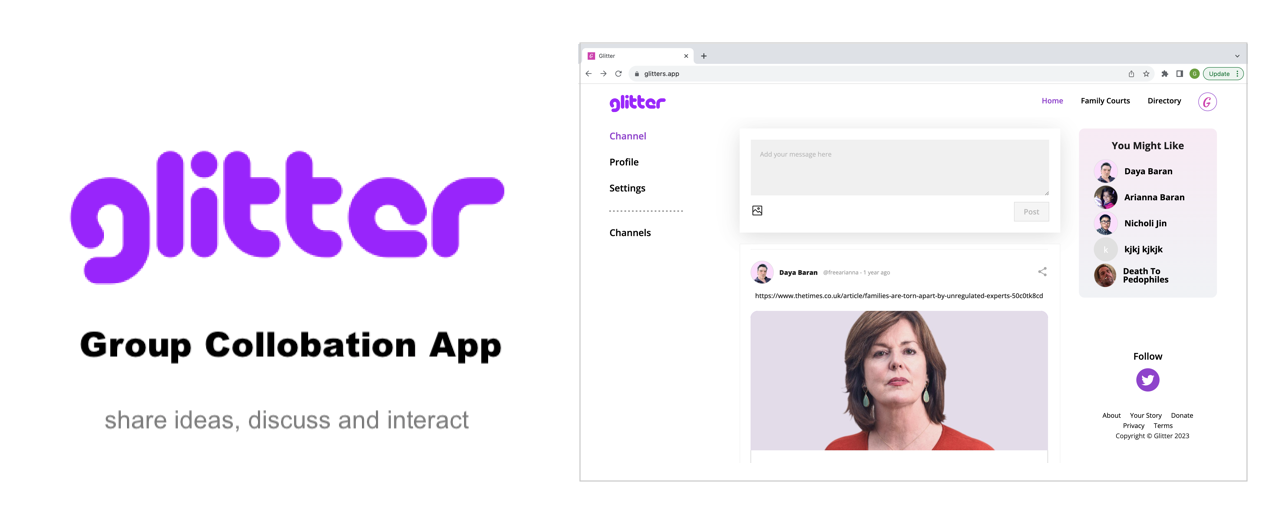 glitter
Group Collobation App
share ideas, discuss and interact
Glitter
glitters.app
G
Update
glitter
Home
Family Courts
Directory
G
Channel
Profile
Settings
Channels
Add your message here
Post
Daya Baran @freearianna - 1 year ago
https://www.thetimes.co.uk/article/families-are-torn-apart-by-unregulated-experts-50c0tk8cd
You Might Like
Daya Baran
Arianna Baran
Nicholi Jin
k
kjkj kjkjk
Death To
Pedophiles
Follow
About Your Story Donate
Privacy Terms
Copyright © Glitter 2023